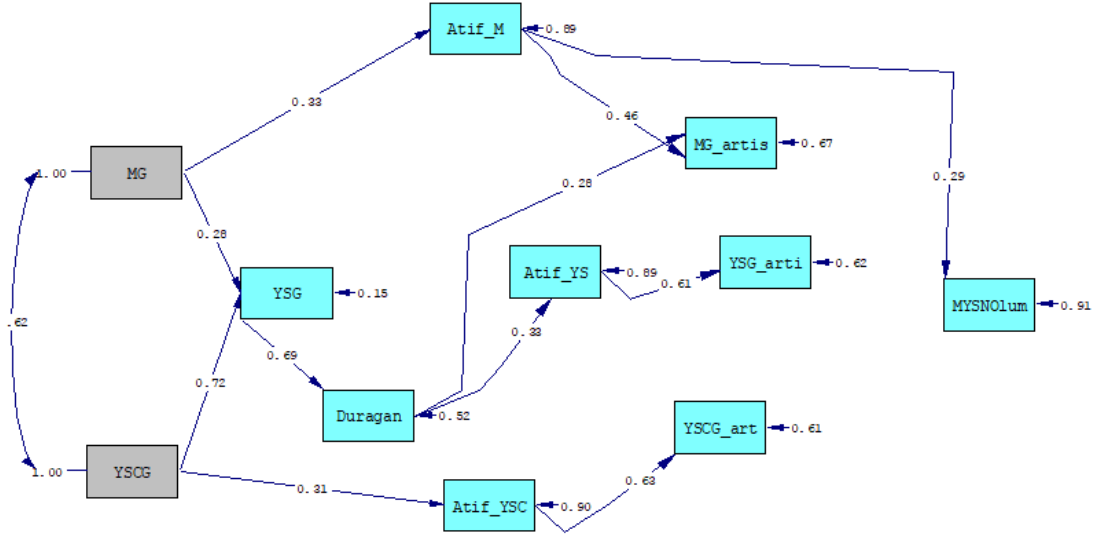 Atif_M
0.89
0.33
0.46
MG_artis
0.67
1.00
MG
0.28
0.29
0.28
Atif_YS
0.89
YSG_arti
0.62
0.61
YSG
0.15
MYSNOlum
0.91
.62
0.33
0.69
0.72
Duragan
0.52
YSCG_art
0.61
1.00
YSCG
0.63
0.31
Atif_YSC
0.90